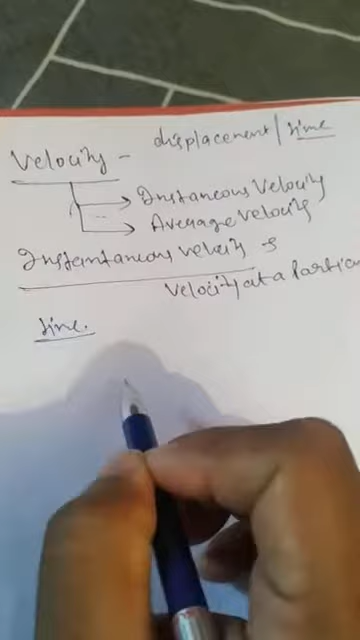 Velocity - displacement/time
Instaneous Velocity
Average velocity
Instantaneous velocity →
Velocity at a Particu
time.